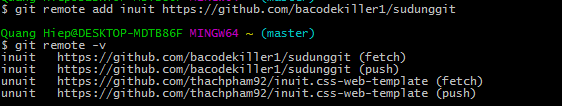 $ git remote add inuit https://github.com/bacodekiller1/sudunggit
Quang Hiep@DESKTOP-MDTB86F MINGW64 ~ (master)
$ git remote -v
inuit https://github.com/bacodekiller1/sudunggit (fetch)
inuit https://github.com/bacodekiller1/sudunggit (push)
unuit https://github.com/thachpham92/inuit.css-web-template (fetch)
unuit https://github.com/thachpham92/inuit.css-web-template (push)